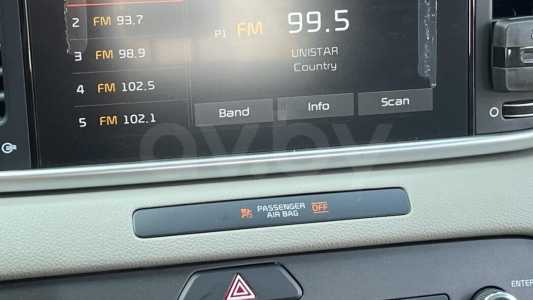 2 FM 93.7
3 FM 98.9
4 FM 102.5
5 FM 102.1
P1 FM 99.5
UNISTAR
Country
Band
Info
Scan
PASSENGER
AIR BAG
OFF
ENTER